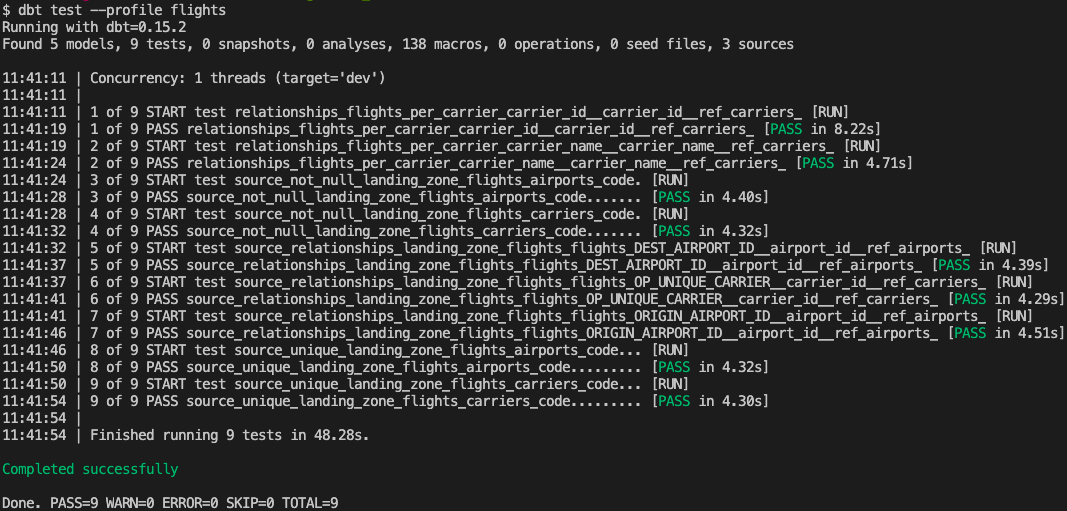 $ dbt test --profile flights
Running with dbt=0.15.2
Found 5 models, 9 tests, 0 snapshots, 0 analyses, 138 macros, 0 operations, 0 seed files, 3 sources
11:41:11 | Concurrency: 1 threads (target='dev')
11:41:11 |
11:41:11 | 1 of 9 START test relationships_flights_per_carrier_carrier_id__carrier_id__ref_carriers_ [RUN]
11:41:19 | 1 of 9 PASS relationships_flights_per_carrier_carrier_id__carrier_id__ref_carriers_ [PASS in 8.22s]
11:41:19 | 2 of 9 START test relationships_flights_per_carrier_carrier_name__carrier_name__ref_carriers_ [RUN]
11:41:24 | 2 of 9 PASS relationships_flights_per_carrier_carrier_name__carrier_name__ref_carriers_ [PASS in 4.71s]
11:41:24 | 3 of 9 START test source_not_null_landing_zone_flights_airports_code. [RUN]
11:41:28 | 3 of 9 PASS source_not_null_landing_zone_flights_airports_code....... [PASS in 4.40s]
11:41:28 | 4 of 9 START test source_not_null_landing_zone_flights_carriers_code. [RUN]
11:41:32 | 4 of 9 PASS source_not_null_landing_zone_flights_carriers_code....... [PASS in 4.32s]
11:41:32 | 5 of 9 START test source_relationships_landing_zone_flights_flights_DEST_AIRPORT_ID__airport_id__ref_airports_ [RUN]
11:41:37 | 5 of 9 PASS source_relationships_landing_zone_flights_flights_DEST_AIRPORT_ID__airport_id__ref_airports_ [PASS in 4.39s]
11:41:37 | 6 of 9 START test source_relationships_landing_zone_flights_flights_OP_UNIQUE_CARRIER__carrier_id__ref_carriers_ [RUN]
11:41:41 | 6 of 9 PASS source_relationships_landing_zone_flights_flights_OP_UNIQUE_CARRIER__carrier_id__ref_carriers_ [PASS in 4.29s]
11:41:41 | 7 of 9 START test source_relationships_landing_zone_flights_flights_ORIGIN_AIRPORT_ID__airport_id__ref_airports_ [RUN]
11:41:46 | 7 of 9 PASS source_relationships_landing_zone_flights_flights_ORIGIN_AIRPORT_ID__airport_id__ref_airports_ [PASS in 4.51s]
11:41:46 | 8 of 9 START test source_unique_landing_zone_flights_airports_code... [RUN]
11:41:50 | 8 of 9 PASS source_unique_landing_zone_flights_airports_code......... [PASS in 4.32s]
11:41:50 | 9 of 9 START test source_unique_landing_zone_flights_carriers_code... [RUN]
11:41:54 | 9 of 9 PASS source_unique_landing_zone_flights_carriers_code......... [PASS in 4.30s]
11:41:54 |
11:41:54 | Finished running 9 tests in 48.28s.
Completed successfully
Done. PASS=9 WARN=0 ERROR=0 SKIP=0 TOTAL=9